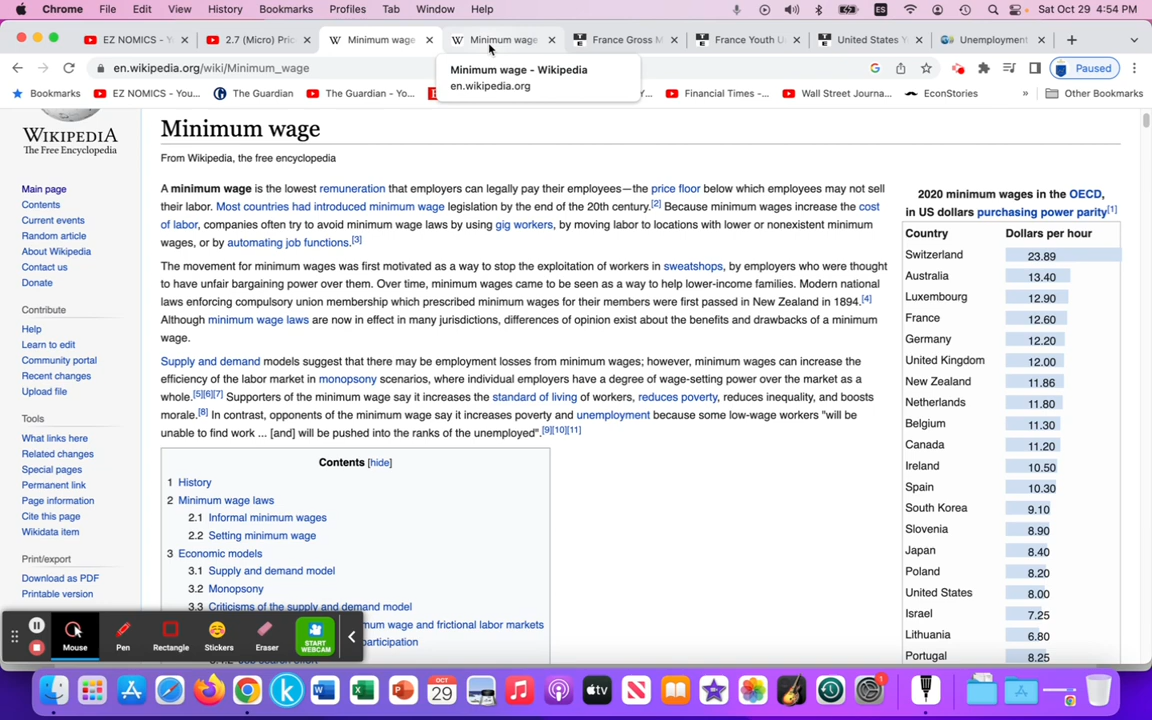 Chrome File Edit View History Bookmarks Profiles Tab Window Help ES Sat Oct 29 4:54 PM
EZ NOMICS - Y 2.7 (Micro) Pric Minimum wage Minimum wage France Gross M France Youth U United States Y Unemployment
en.wikipedia.org/wiki/Minimum_wage Paused
Minimum wage - Wikipedia
en.wikipedia.org
Bookmarks EZ NOMICS - You... The Guardian The Guardian - Yo... Financial Times -... Wall Street Journa... EconStories » Other Bookmarks
WIKIPEDIA
The Free Encyclopedia
Main page
Contents
Current events
Random article
About Wikipedia
Contact us
Donate
Contribute
Help
Learn to edit
Community portal
Recent changes
Upload file
Tools
What links here
Related changes
Special pages
Permanent link
Page information
Cite this page
Wikidata item
Print/export
Download as PDF
Printable version
Minimum wage
From Wikipedia, the free encyclopedia
A minimum wage is the lowest remuneration that employers can legally pay their employees—the price floor below which employees may not sell
their labor. Most countries had introduced minimum wage legislation by the end of the 20th century.[2] Because minimum wages increase the cost
of labor, companies often try to avoid minimum wage laws by using gig workers, by moving labor to locations with lower or nonexistent minimum
wages, or by automating job functions.[3]
The movement for minimum wages was first motivated as a way to stop the exploitation of workers in sweatshops, by employers who were thought
to have unfair bargaining power over them. Over time, minimum wages came to be seen as a way to help lower-income families. Modern national
laws enforcing compulsory union membership which prescribed minimum wages for their members were first passed in New Zealand in 1894.[4]
Although minimum wage laws are now in effect in many jurisdictions, differences of opinion exist about the benefits and drawbacks of a minimum
wage.
Supply and demand models suggest that there may be employment losses from minimum wages; however, minimum wages can increase the
efficiency of the labor market in monopsony scenarios, where individual employers have a degree of wage-setting power over the market as a
whole.[5][6][7] Supporters of the minimum wage say it increases the standard of living of workers, reduces poverty, reduces inequality, and boosts
morale.[8] In contrast, opponents of the minimum wage say it increases poverty and unemployment because some low-wage workers "will be
unable to find work ... [and] will be pushed into the ranks of the unemployed".[9][10][11]
Contents [hide]
1 History
2 Minimum wage laws
2.1 Informal minimum wages
2.2 Setting minimum wage
3 Economic models
3.1 Supply and demand model
3.2 Monopsony
3.3 Criticisms of the supply and demand model
mum wage and frictional labor markets
participation
2020 minimum wages in the OECD,
in US dollars purchasing power parity[1]
Country Dollars per hour
Switzerland 23.89
Australia 13.40
Luxembourg 12.90
France 12.60
Germany 12.20
United Kingdom 12.00
New Zealand 11.86
Netherlands 11.80
Belgium 11.30
Canada 11.20
Ireland 10.50
Spain 10.30
South Korea 9.10
Slovenia 8.90
Japan 8.40
Poland 8.20
United States 8.00
Israel 7.25
Lithuania 6.80
Portugal 8.25
Mouse Pen Rectangle Stickers Eraser START WEBCAM
OCT
29
1